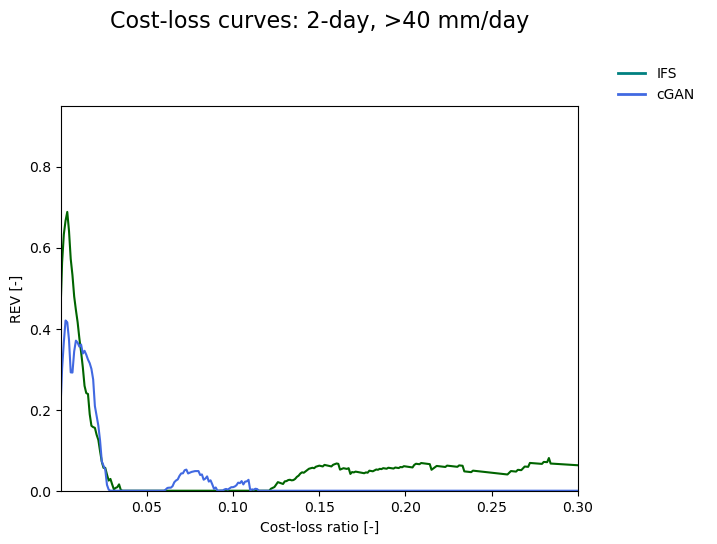 Cost-loss curves: 2-day, >40 mm/day
IFS
cGAN
0.8
0.6
0.4
0.2
0.0
REV [-]
0.05
0.10
0.15
0.20
0.25
0.30
Cost-loss ratio [-]